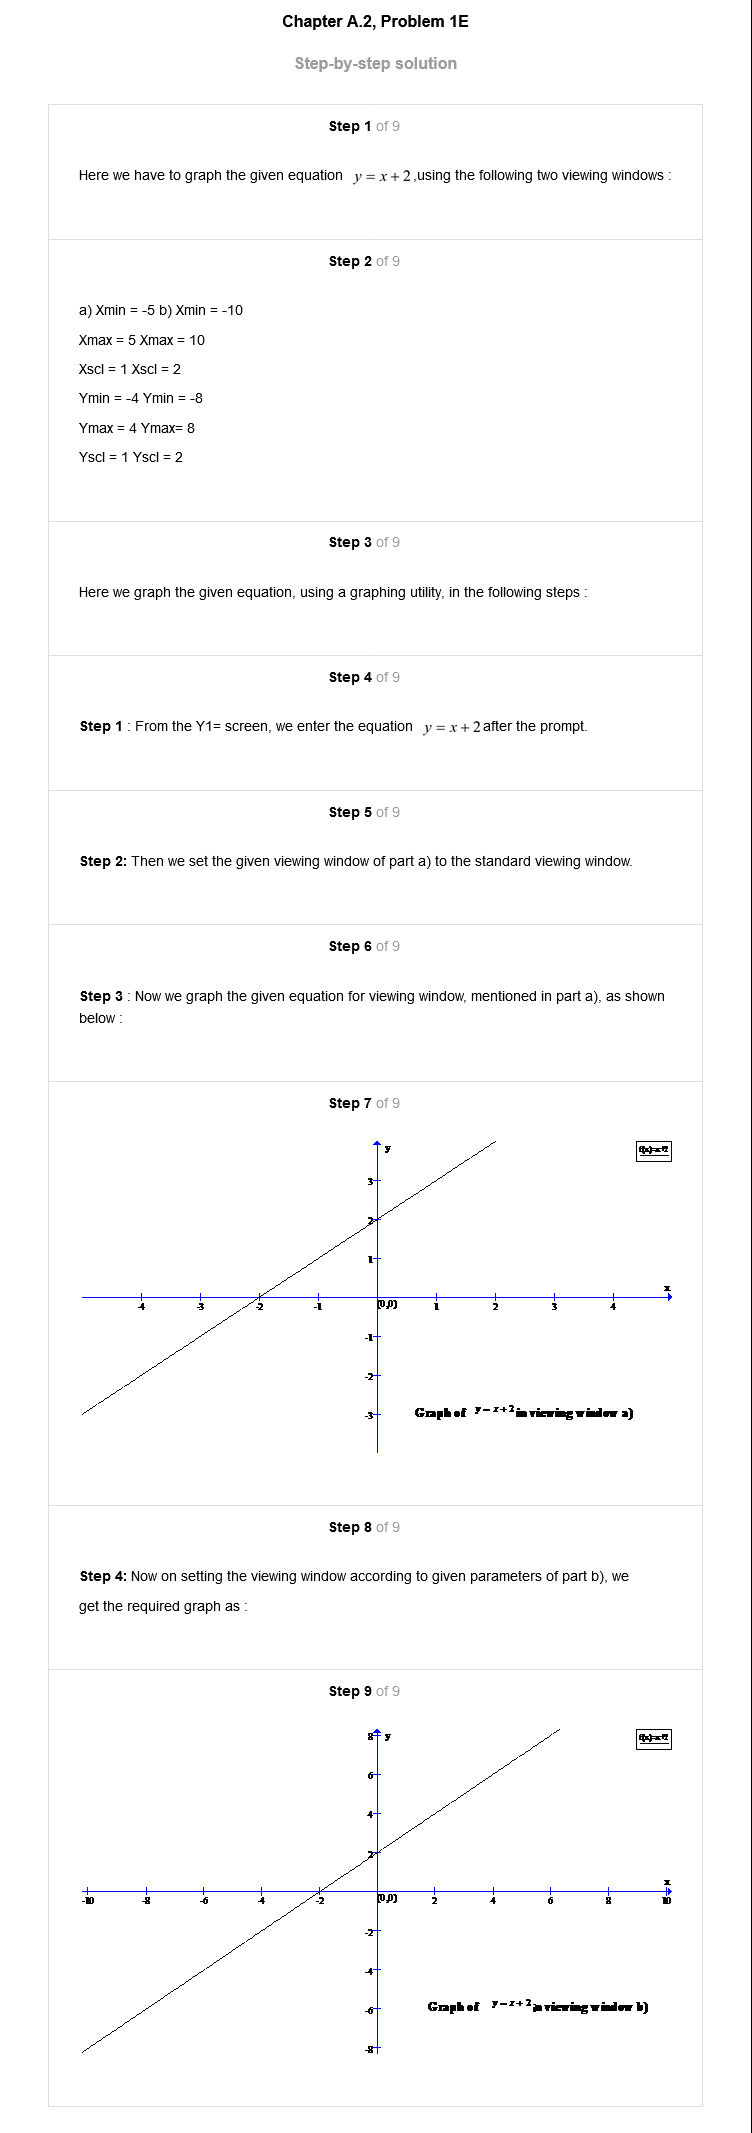 Chapter A.2, Problem 1E
Step-by-step solution
Step 1 of 9
Here we have to graph the given equation y = x + 2 ,using the following two viewing windows :
Step 2 of 9
a) Xmin = -5 b) Xmin = -10
Xmax = 5 Xmax = 10
Xscl = 1 Xscl = 2
Ymin = -4 Ymin = -8
Ymax = 4 Ymax= 8
Yscl = 1 Yscl = 2
Step 3 of 9
Here we graph the given equation, using a graphing utility, in the following steps :
Step 4 of 9
Step 1 : From the Y1= screen, we enter the equation y = x + 2 after the prompt.
Step 5 of 9
Step 2: Then we set the given viewing window of part a) to the standard viewing window.
Step 6 of 9
Step 3 : Now we graph the given equation for viewing window, mentioned in part a), as shown
below :
Step 7 of 9
y
f(x)=x+2
3
2
1
x
-4 -3 -2 -1 (0,0) 1 2 3 4
-1
-2
-3
Graph of y = x + 2 in viewing window a)
Step 8 of 9
Step 4: Now on setting the viewing window according to given parameters of part b), we
get the required graph as :
Step 9 of 9
8 y
f(x)=x+2
6
4
2
x
-10 -8 -6 -4 -2 (0,0) 2 4 6 8 10
-2
-4
-6
Graph of y = x + 2 in viewing window b)
-8